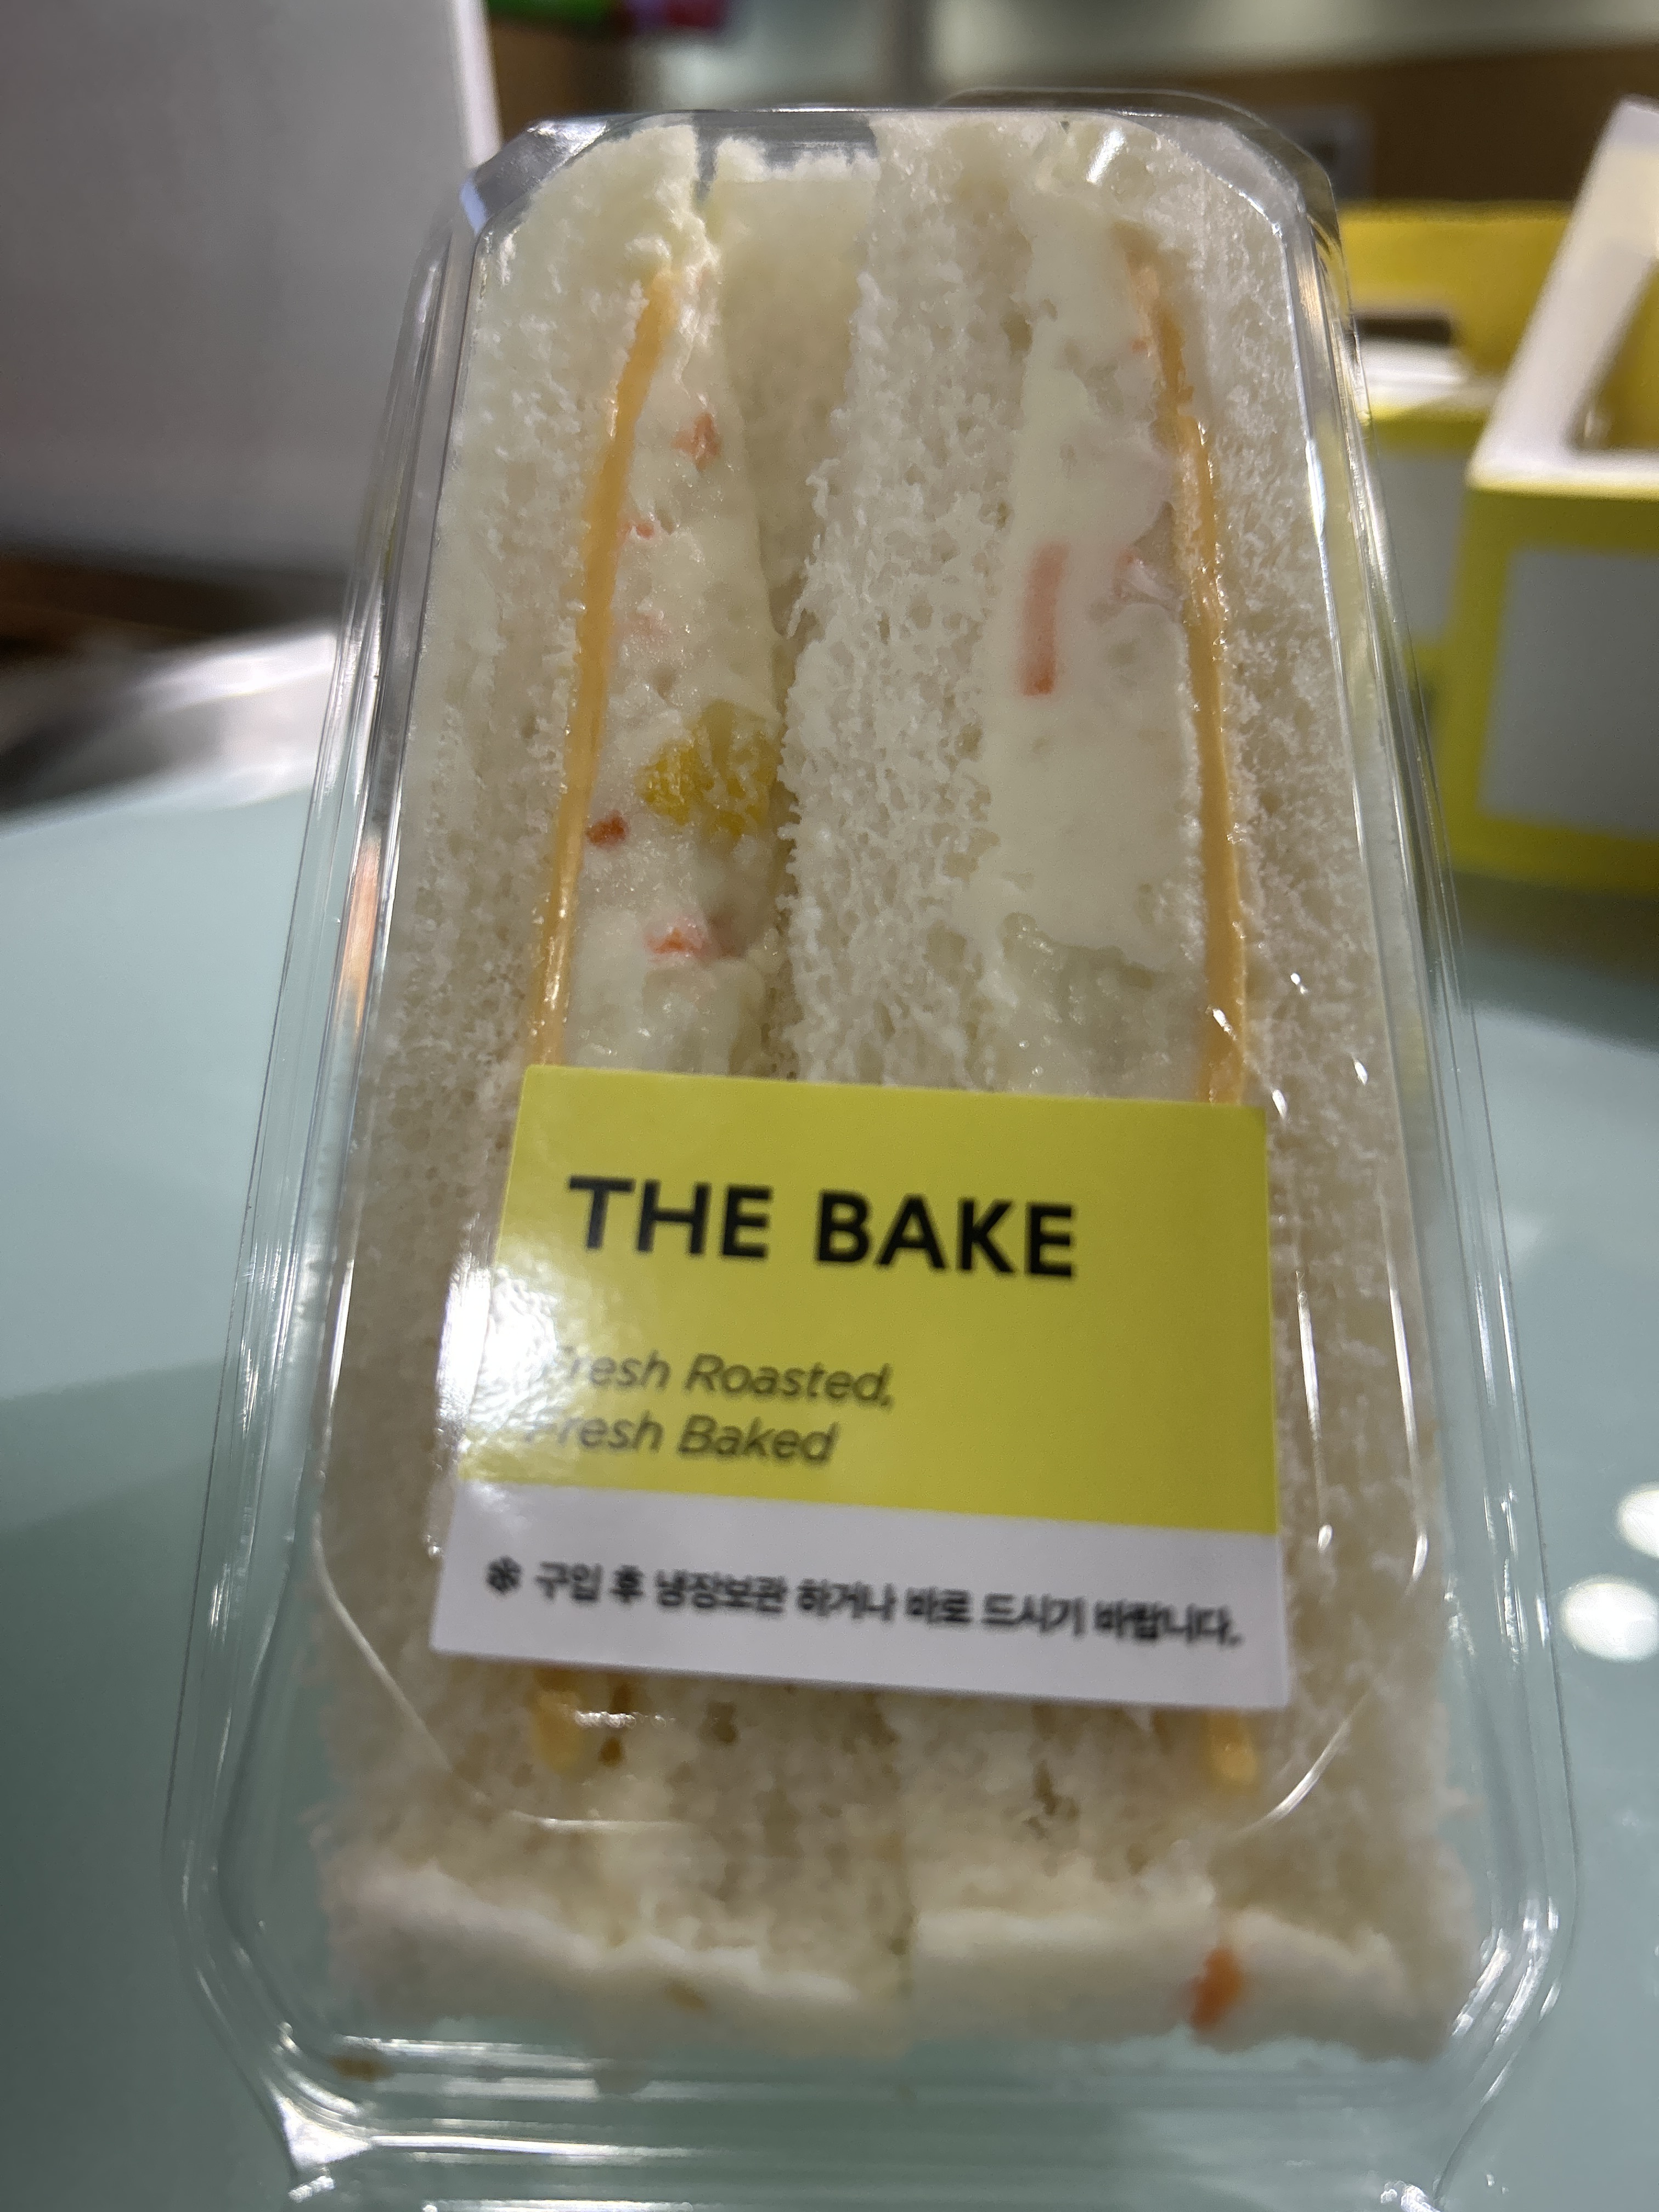 THE BAKE
Fresh Roasted,
Fresh Baked
※ 구입 후 냉장보관 하거나 바로 드시기 바랍니다.